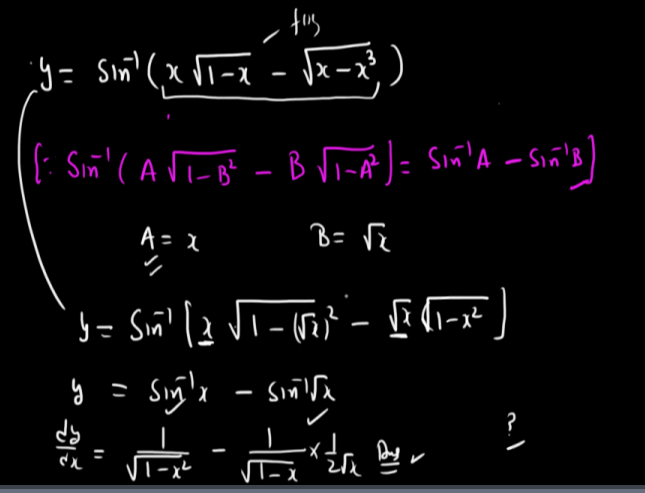 y = Sin⁻¹(x √1-x - √x-x³)
[∵ Sin⁻¹(A√1-B² - B√1-A²) = Sin⁻¹A - Sin⁻¹B]
A = x B = √x
y = Sin⁻¹[x √1-(√x)² - √x √1-x²]
y = Sin⁻¹x - Sin⁻¹√x
dy/dx = 1/√1-x² - 1/√1-x × 1/2√x Ans
?